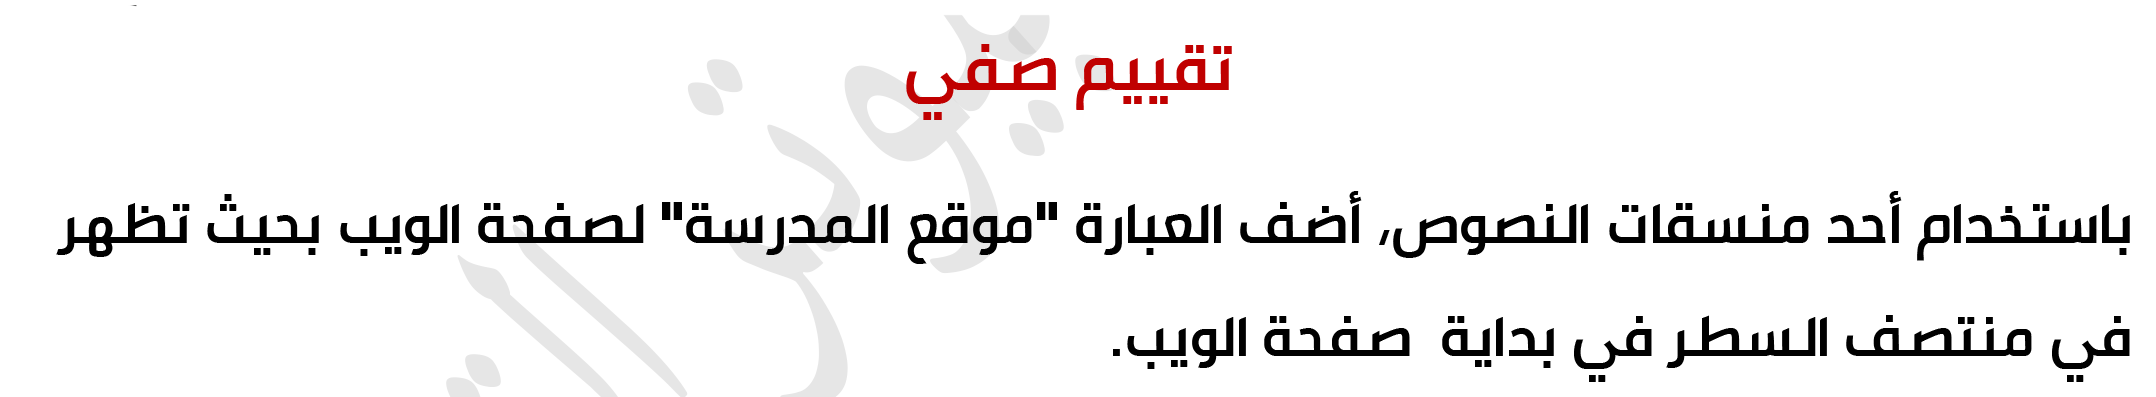 تقييم صفي
باستخدام أحد منسقات النصوص, أضف العبارة "موقع المدرسة" لصفحة الويب بحيث تظهر
في منتصف السطر في بداية صفحة الويب.